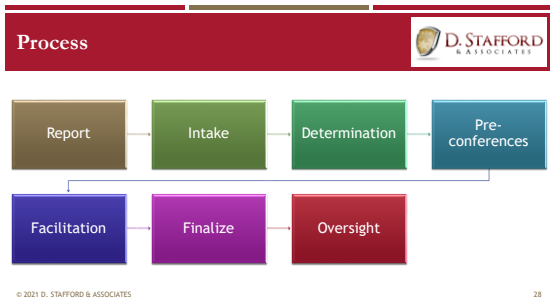 Process
D. STAFFORD
& ASSOCIATES
Report
Intake
Determination
Pre-
conferences
Facilitation
Finalize
Oversight
© 2021 D. STAFFORD & ASSOCIATES
28